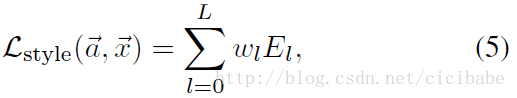 L_style(a⃗, x⃗) = ∑_{l=0}^{L} w_l E_l, (5)
http://blog.csdn.net/cicibabe